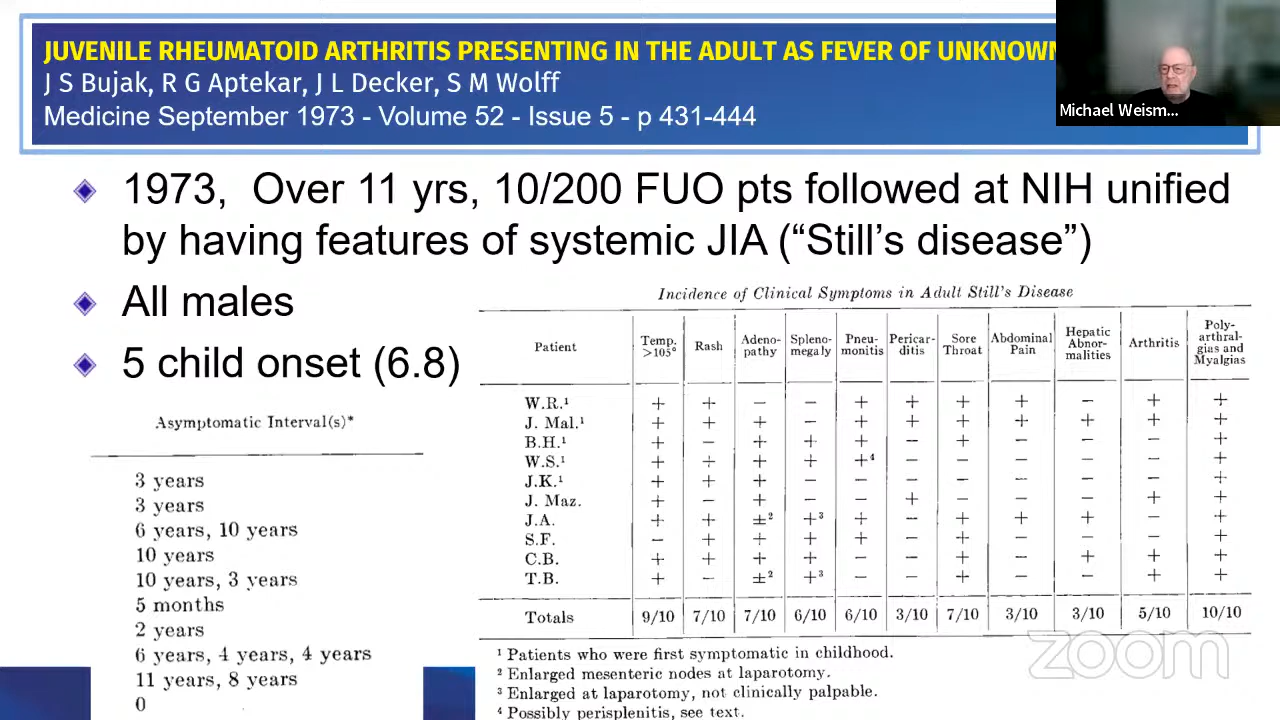 JUVENILE RHEUMATOID ARTHRITIS PRESENTING IN THE ADULT AS FEVER OF UNKNOWN
J S Bujak, R G Aptekar, J L Decker, S M Wolff
Medicine September 1973 - Volume 52 - Issue 5 - p 431-444
Michael Weism...
1973, Over 11 yrs, 10/200 FUO pts followed at NIH unified
by having features of systemic JIA (“Still’s disease”)
All males
5 child onset (6.8)
Asymptomatic Interval(s)*
3 years
3 years
6 years, 10 years
10 years
10 years, 3 years
5 months
2 years
6 years, 4 years, 4 years
11 years, 8 years
0
Incidence of Clinical Symptoms in Adult Still's Disease
Patient Temp. >105° Rash Adeno-pathy Spleno-megaly Pneu-monitis Pericar-ditis Sore Throat Abdominal Pain Hepatic Abnor-malities Arthritis Poly-arthral-gias and Myalgias
W.R.¹ + + − − + + + + − + +
J. Mal.¹ + + + − + + + + + + +
B.H.¹ + − + + + − + − − − +
W.S.¹ + + + + +⁴ − − − − − +
J.K.¹ + + + − − − − − − − +
J. Maz. + − + − − + − − − + +
J.A. + + ±² +³ + − + + + − +
S.F. − + + + + − + − − − +
C.B. + + + + − − + − + + +
T.B. + − ±² +³ − − + − − + +
Totals 9/10 7/10 7/10 6/10 6/10 3/10 7/10 3/10 3/10 5/10 10/10
¹ Patients who were first symptomatic in childhood.
² Enlarged mesenteric nodes at laparotomy.
³ Enlarged at laparotomy, not clinically palpable.
⁴ Possibly perisplenitis, see text.
zoom